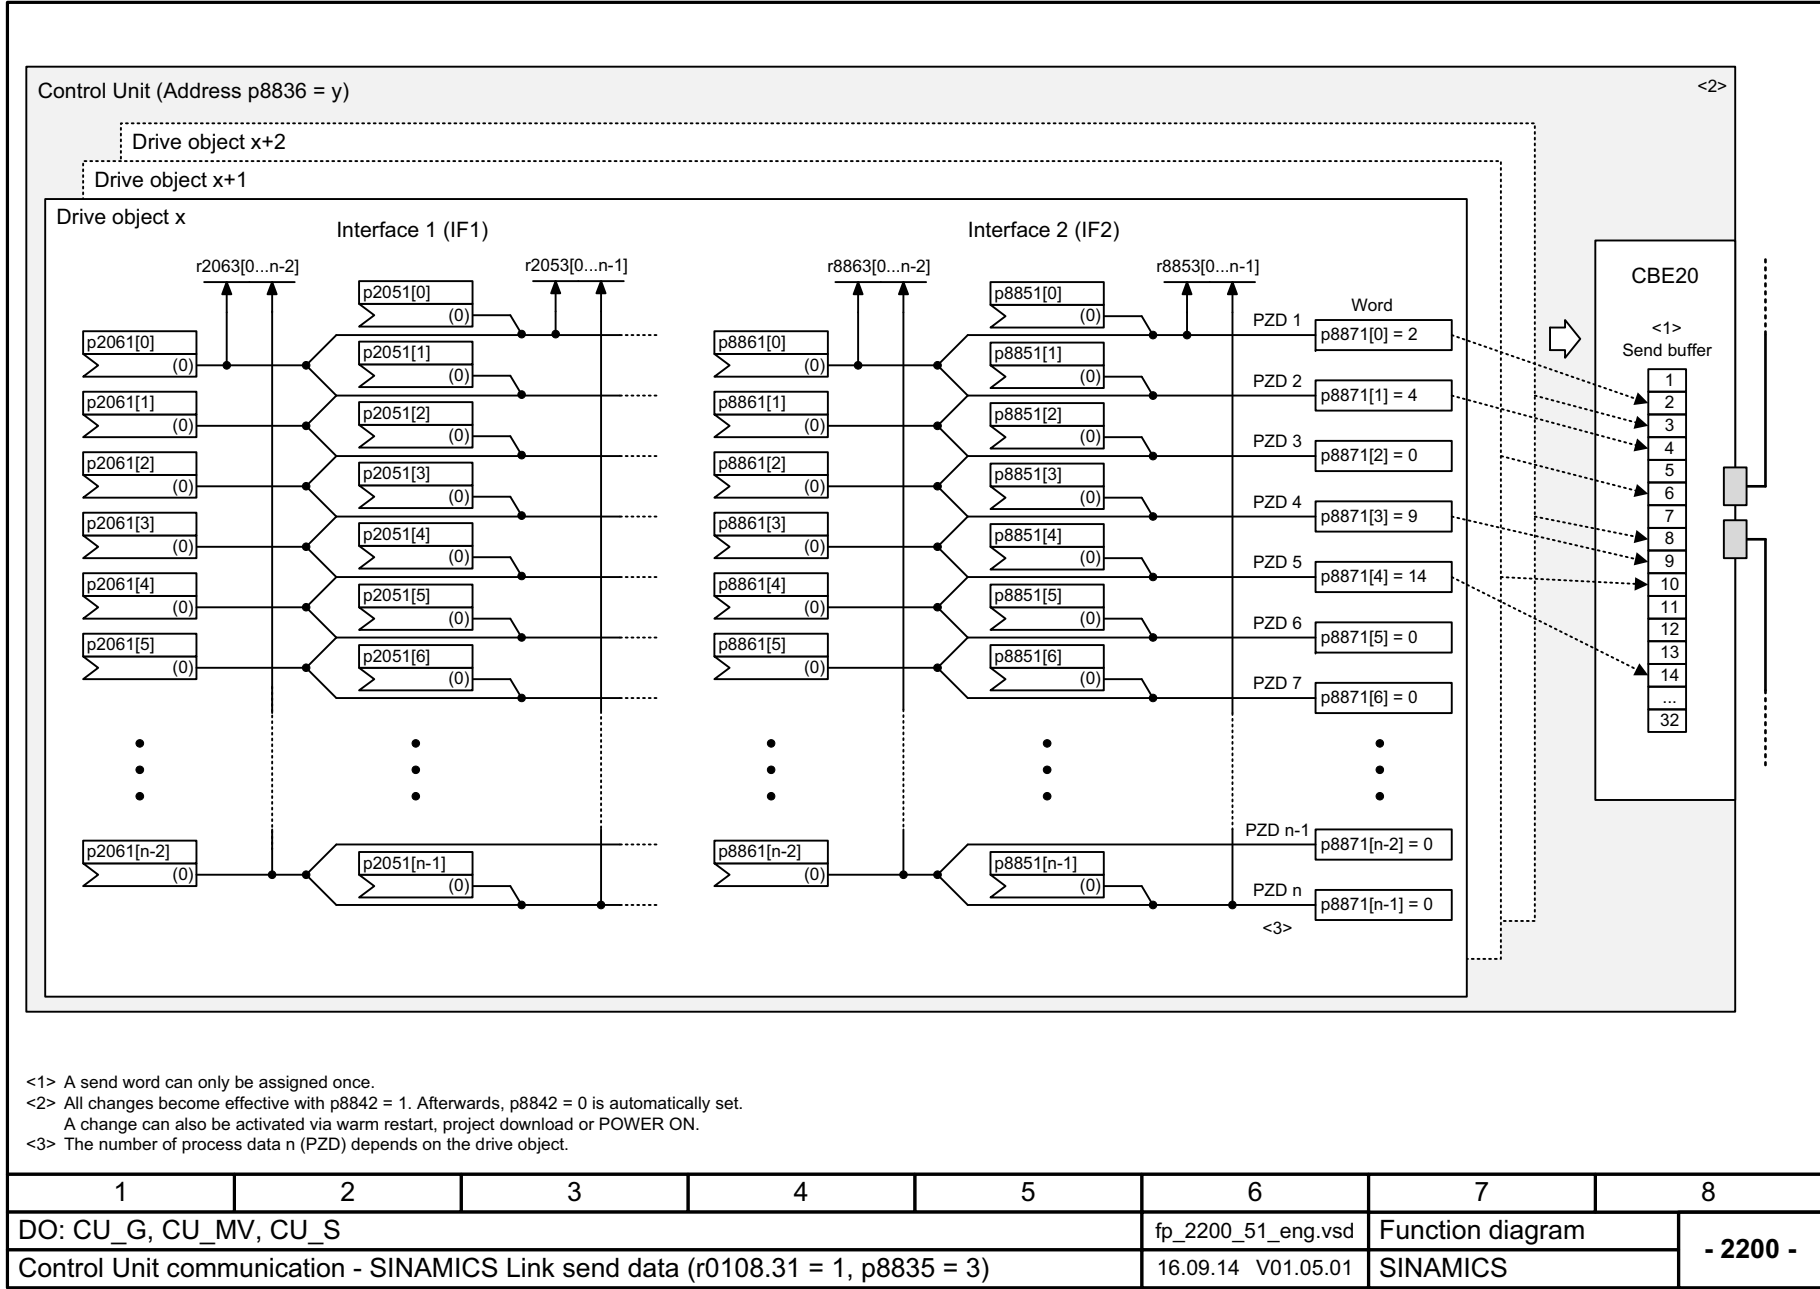 Control Unit (Address p8836 = y)
<2>
Drive object x+2
Drive object x+1
Drive object x
Interface 1 (IF1)
Interface 2 (IF2)
r2063[0...n-2]
r2053[0...n-1]
r8863[0...n-2]
r8853[0...n-1]
p2061[0]
(0)
p2061[1]
(0)
p2061[2]
(0)
p2061[3]
(0)
p2061[4]
(0)
p2061[5]
(0)
p2061[n-2]
(0)
p2051[0]
(0)
p2051[1]
(0)
p2051[2]
(0)
p2051[3]
(0)
p2051[4]
(0)
p2051[5]
(0)
p2051[6]
(0)
p2051[n-1]
(0)
p8861[0]
(0)
p8861[1]
(0)
p8861[2]
(0)
p8861[3]
(0)
p8861[4]
(0)
p8861[5]
(0)
p8861[n-2]
(0)
p8851[0]
(0)
p8851[1]
(0)
p8851[2]
(0)
p8851[3]
(0)
p8851[4]
(0)
p8851[5]
(0)
p8851[6]
(0)
p8851[n-1]
(0)
Word
PZD 1 p8871[0] = 2
PZD 2 p8871[1] = 4
PZD 3 p8871[2] = 0
PZD 4 p8871[3] = 9
PZD 5 p8871[4] = 14
PZD 6 p8871[5] = 0
PZD 7 p8871[6] = 0
PZD n-1 p8871[n-2] = 0
PZD n p8871[n-1] = 0
<3>
CBE20
<1>
Send buffer
1
2
3
4
5
6
7
8
9
10
11
12
13
14
...
32
<1> A send word can only be assigned once.
<2> All changes become effective with p8842 = 1. Afterwards, p8842 = 0 is automatically set.
A change can also be activated via warm restart, project download or POWER ON.
<3> The number of process data n (PZD) depends on the drive object.
1 2 3 4 5 6 7 8
DO: CU_G, CU_MV, CU_S fp_2200_51_eng.vsd Function diagram
- 2200 -
Control Unit communication - SINAMICS Link send data (r0108.31 = 1, p8835 = 3) 16.09.14 V01.05.01 SINAMICS